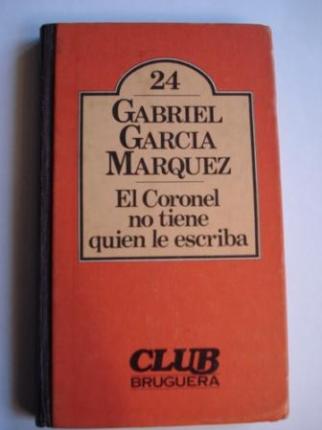 24
GABRIEL
GARCIA
MARQUEZ
El Coronel
no tiene
quien le escriba
CLUB
BRUGUERA